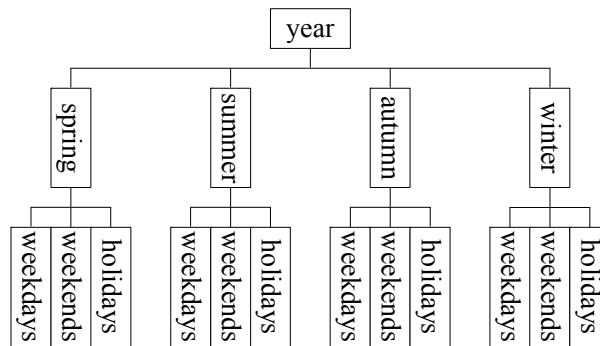 year
spring
summer
autumn
winter
weekdays
weekends
holidays
weekdays
weekends
holidays
weekdays
weekends
holidays
weekdays
weekends
holidays